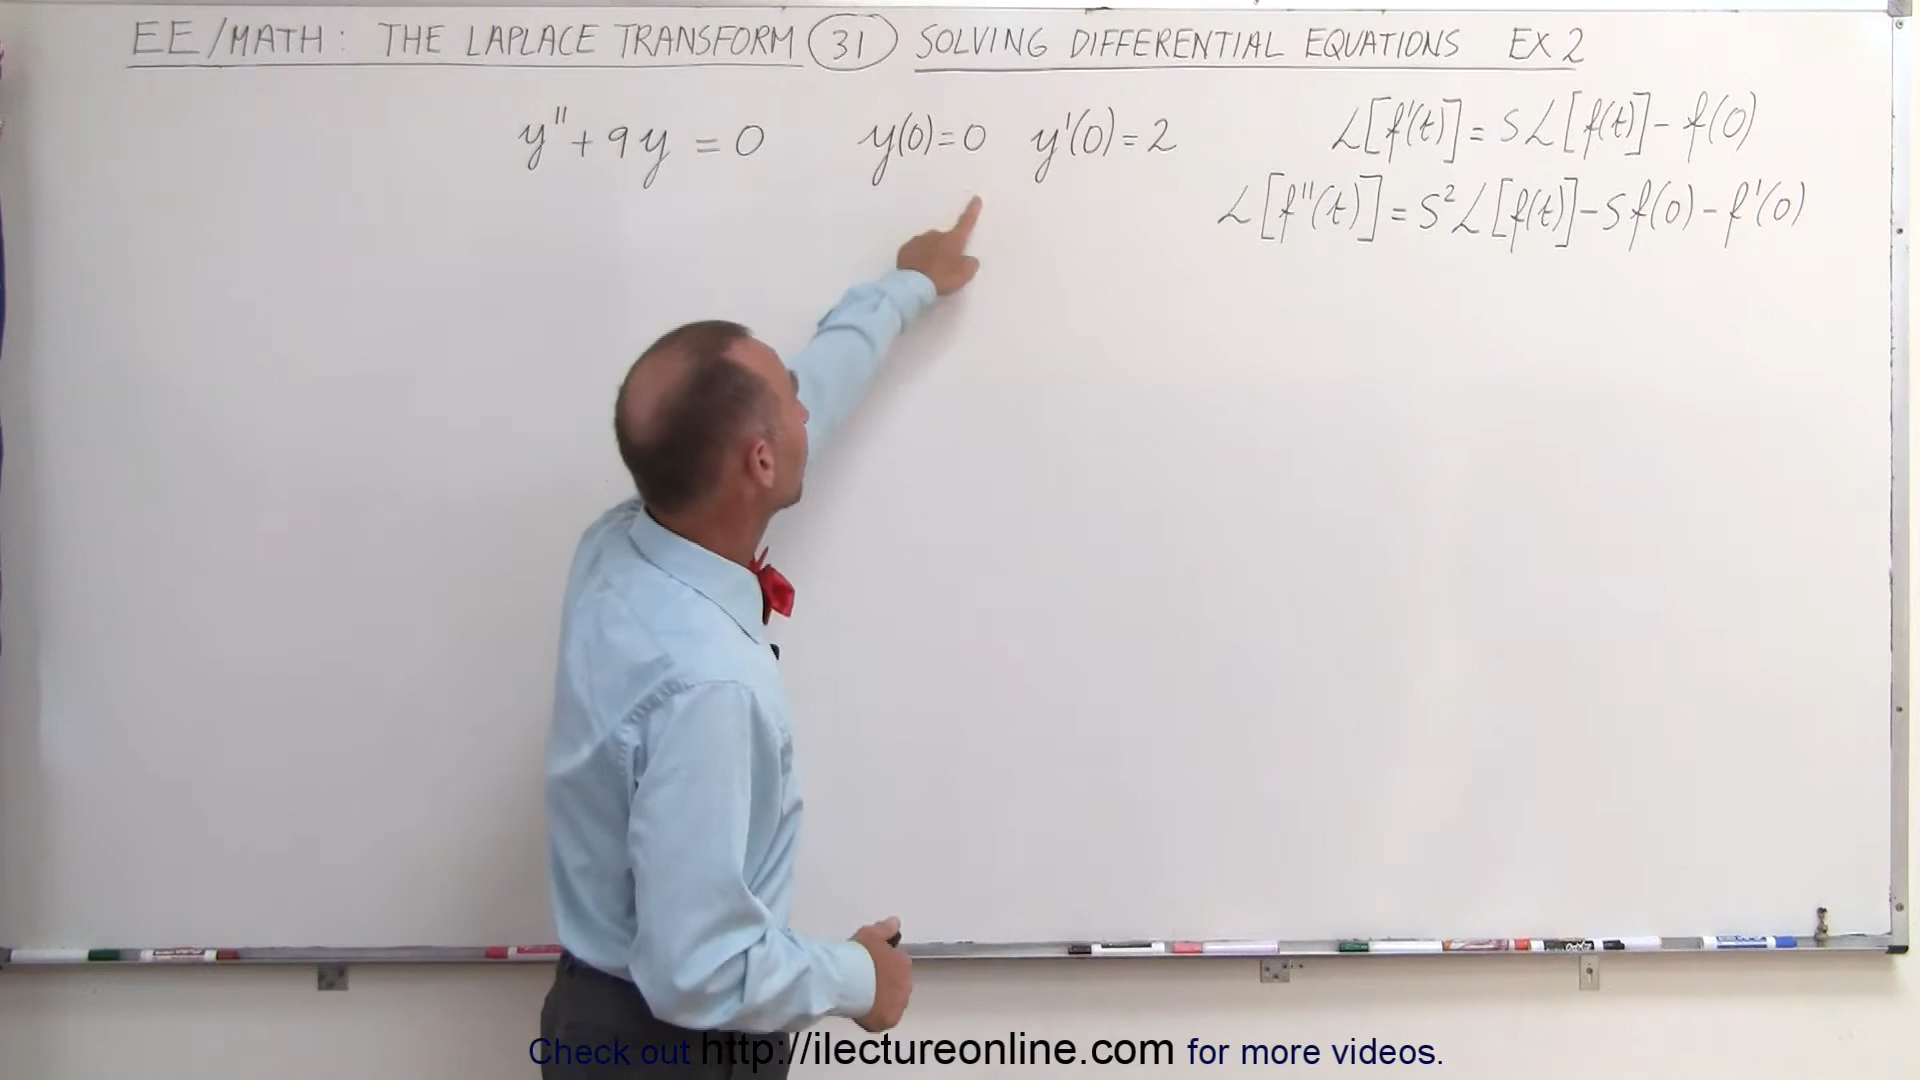 EE/MATH: THE LAPLACE TRANSFORM 31 SOLVING DIFFERENTIAL EQUATIONS EX 2
y" + 9y = 0 y(0)=0 y'(0)=2 L[f'(t)] = SL[f(t)] - f(0)
L[f"(t)] = S²L[f(t)] - Sf(0) - f'(0)
Check out http://ilectureonline.com for more videos.